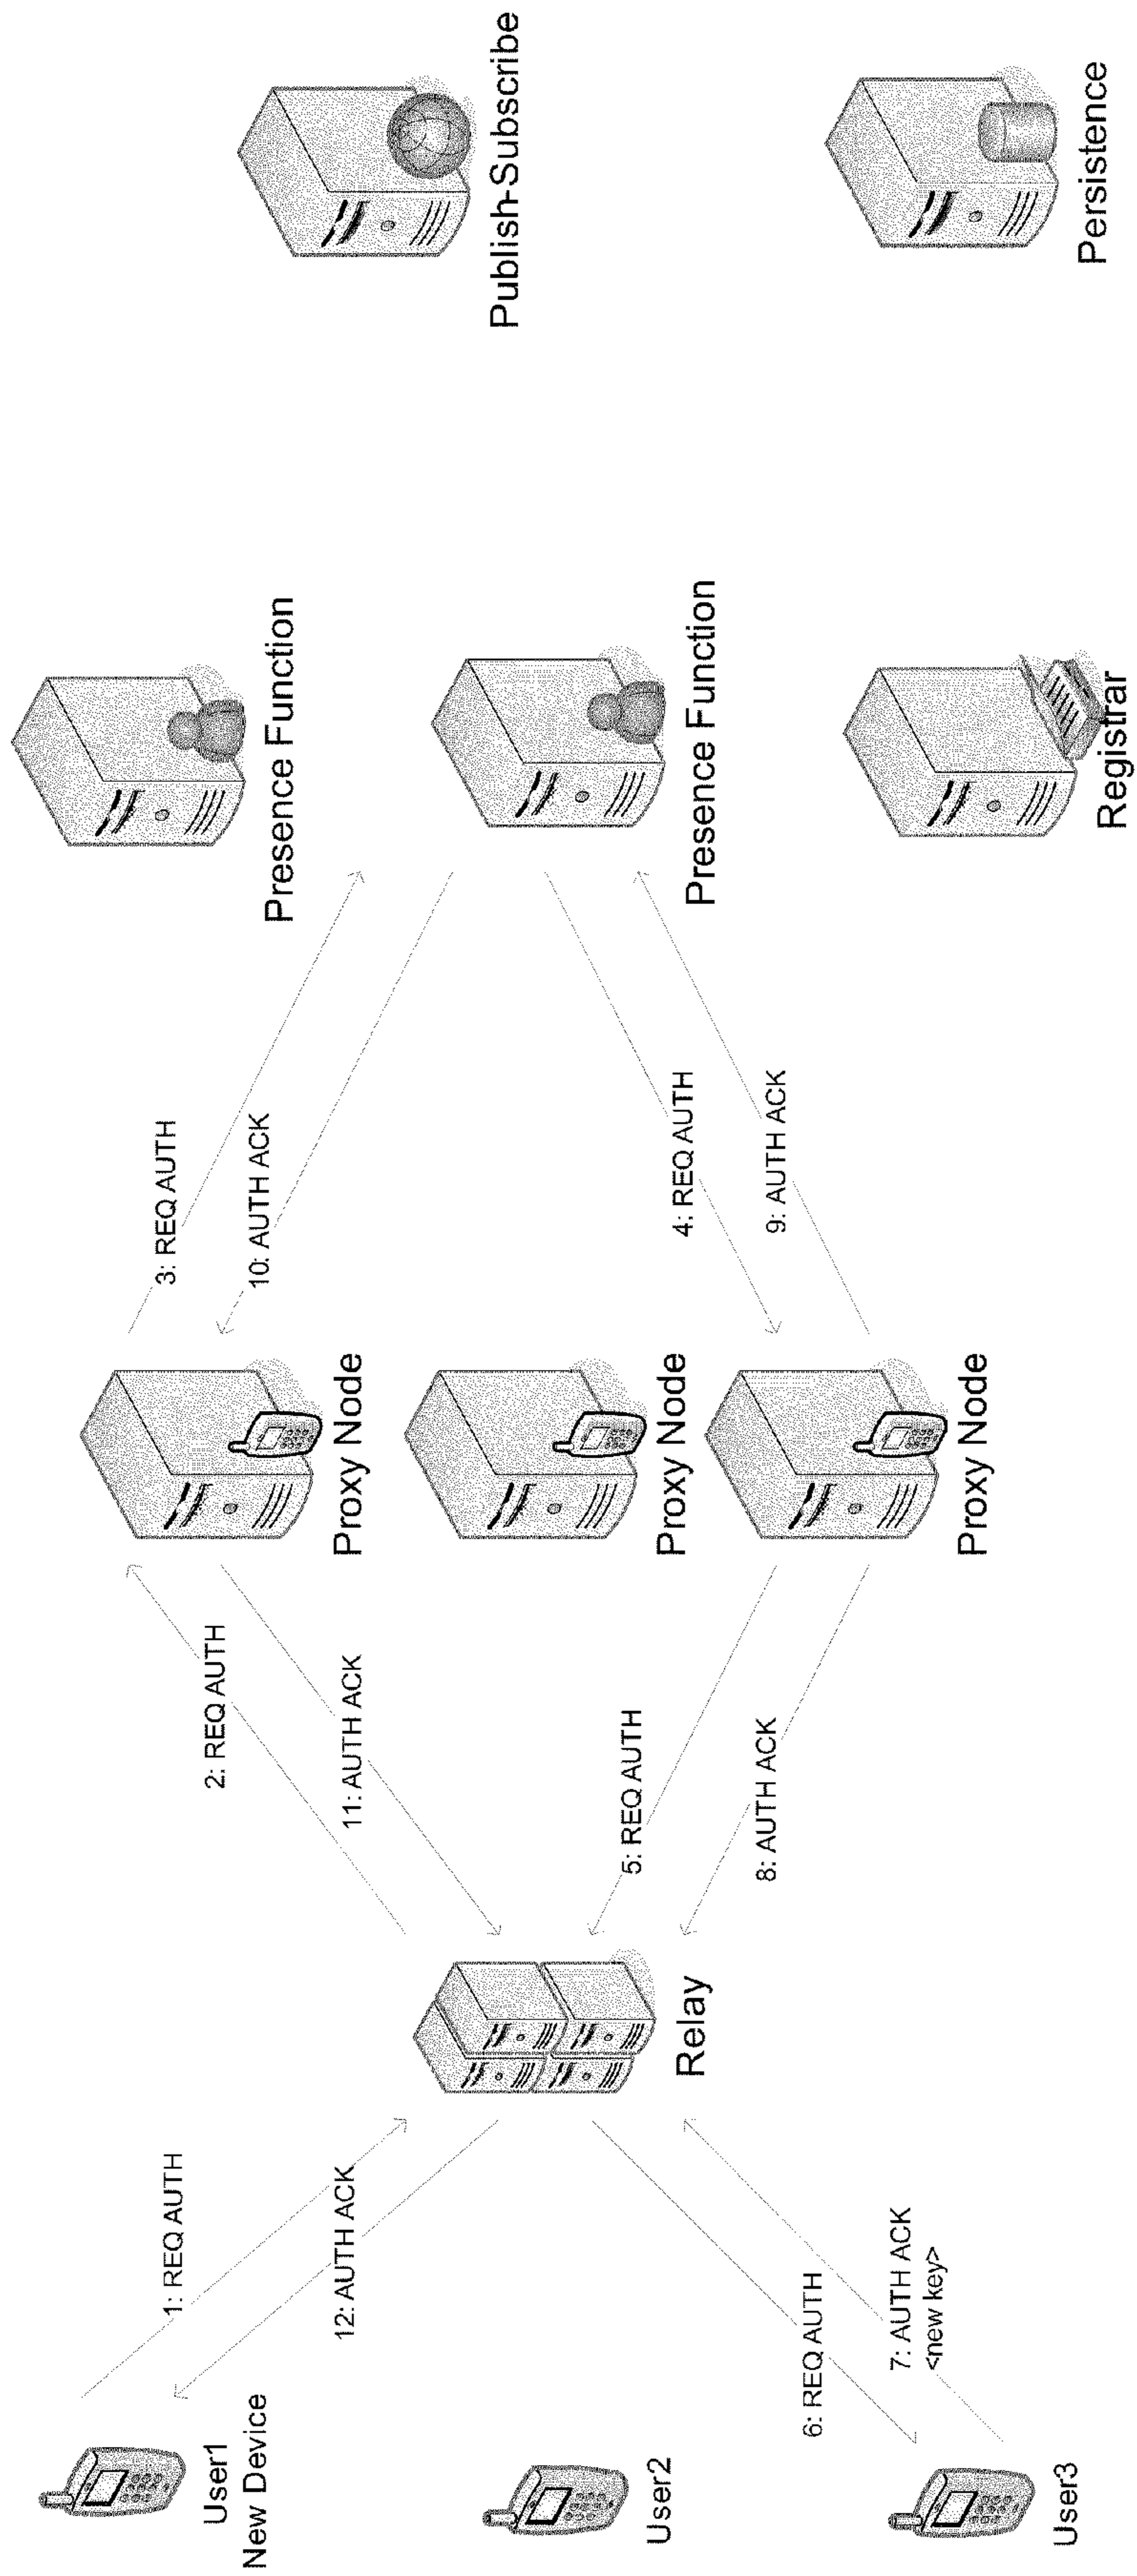 User1
New Device
User2
User3
1: REQ AUTH
12: AUTH ACK
6: REQ AUTH
7: AUTH ACK
<new key>
Relay
2: REQ AUTH
11: AUTH ACK
5: REQ AUTH
8: AUTH ACK
Proxy Node
Proxy Node
Proxy Node
3: REQ AUTH
10: AUTH ACK
4: REQ AUTH
9: AUTH ACK
Presence Function
Presence Function
Registrar
Publish-Subscribe
Persistence